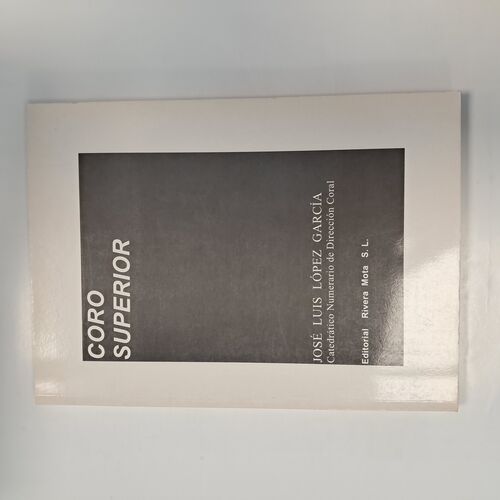 CORO
SUPERIOR
JOSÉ LUIS LÓPEZ GARCÍA
Catedrático Numerario de Dirección Coral
Editorial Rivera Mota S. L.